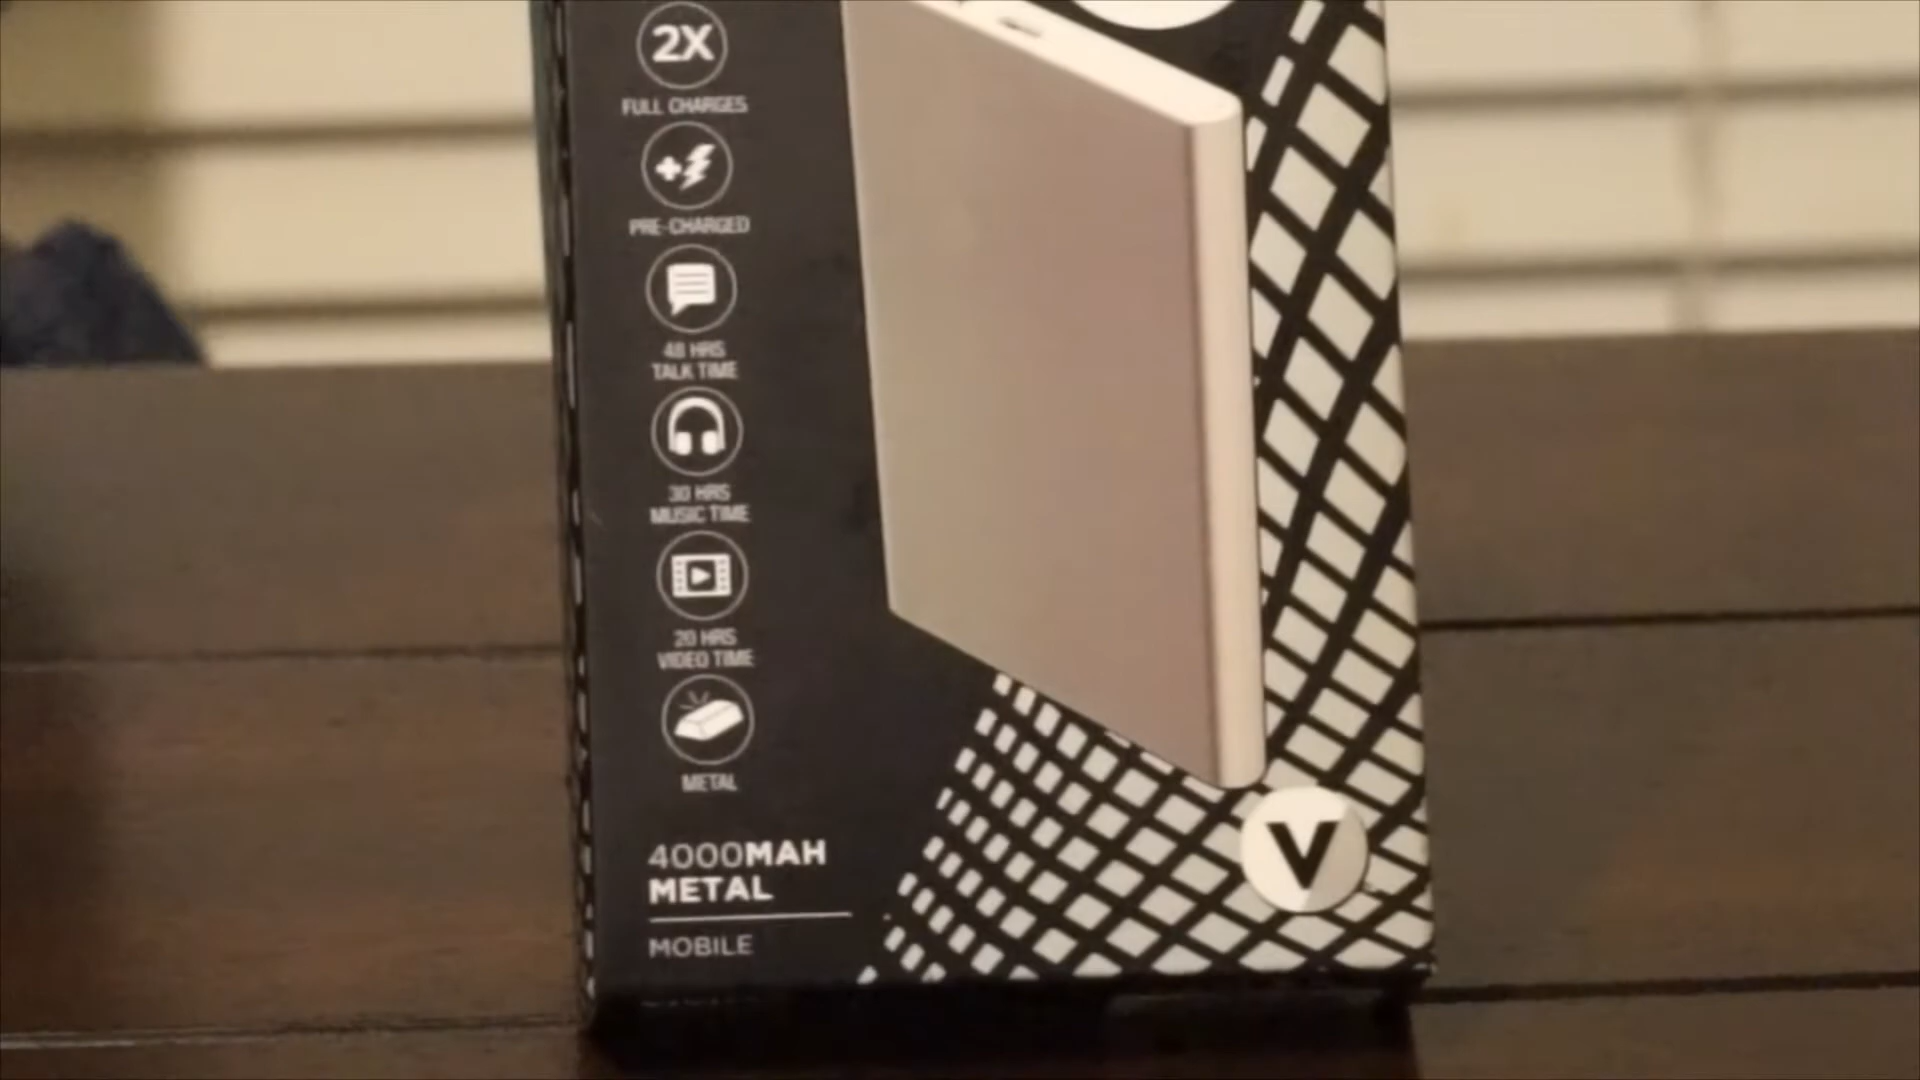 2X
FULL CHARGES
PRE-CHARGED
48 HRS
TALK TIME
30 HRS
MUSIC TIME
20 HRS
VIDEO TIME
METAL
4000MAH
METAL
MOBILE
V